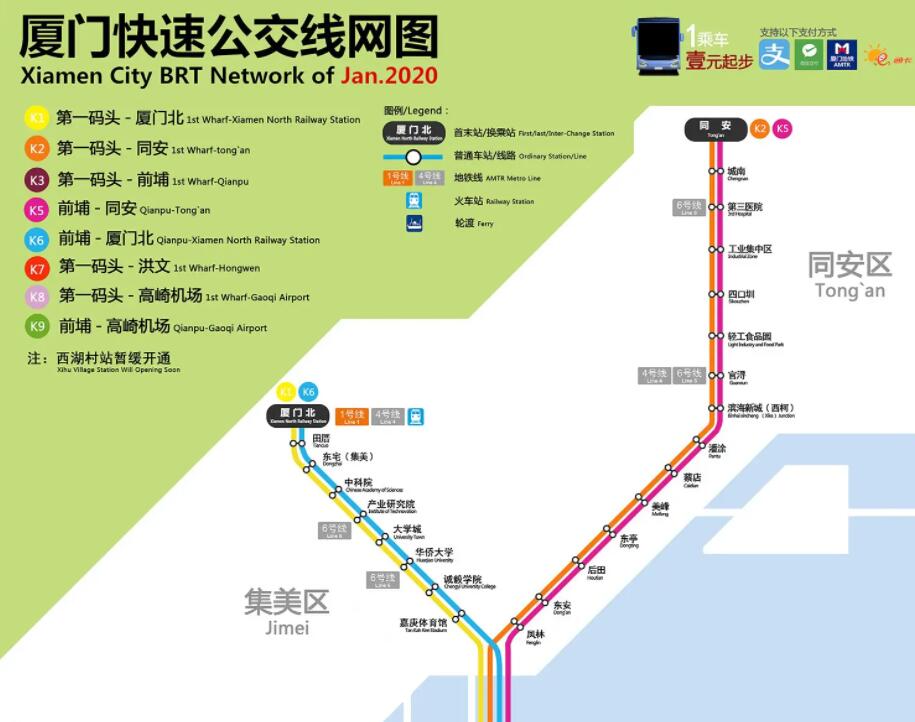 厦门快速公交线网图
Xiamen City BRT Network of Jan.2020
1乘车
壹元起步
支持以下支付方式
支
厦门地铁
AMTR
e通卡
K1 第一码头 - 厦门北 1st Wharf-Xiamen North Railway Station
K2 第一码头 - 同安 1st Wharf-tong`an
K3 第一码头 - 前埔 1st Wharf-Qianpu
K5 前埔 - 同安 Qianpu-Tong`an
K6 前埔 - 厦门北 Qianpu-Xiamen North Railway Station
K7 第一码头 - 洪文 1st Wharf-Hongwen
K8 第一码头 - 高崎机场 1st Wharf-Gaoqi Airport
K9 前埔 - 高崎机场 Qianpu-Gaoqi Airport
注： 西湖村站暂缓开通
Xihu Village Station Will Opening Soon
图例/Legend :
厦门北 首末站/换乘站 First/last/Inter-Change Station
Xiamen North Railway Station
普通车站/线路 Ordinary Station/Line
1号线 4号线 地铁线 AMTR Metro Line
Line 1 Line 4
火车站 Railway Station
轮渡 Ferry
同安 K2 K5
Tong`an
城南
Chengnan
6号线 第三医院
3rd Hospital
工业集中区
Industrial Zone
同安区
Tong`an
四口圳
Sikouzhen
轻工食品园
Light Industry and Food Park
4号线 6号线 官浔
Guanxun
滨海新城（西柯）
潘涂
Pantu
蔡店
Caidian
美峰
Meifeng
东亭
Dongting
后田
Houtian
东安
Dong'an
凤林
Fenglin
K1 K6
厦门北 1号线 4号线
Xiamen North Railway Station Line 1 Line 4
田厝
Tiancuo
东宅（集美）
Dongzhai
中科院
Chinese Academy of Sciences
产业研究院
Institute of Technovation
6号线 大学城
University Town
华侨大学
Huaqiao University
6号线 诚毅学院
Chengyi University College
嘉庚体育馆
Tan Kah Kee Stadium
集美区
Jimei